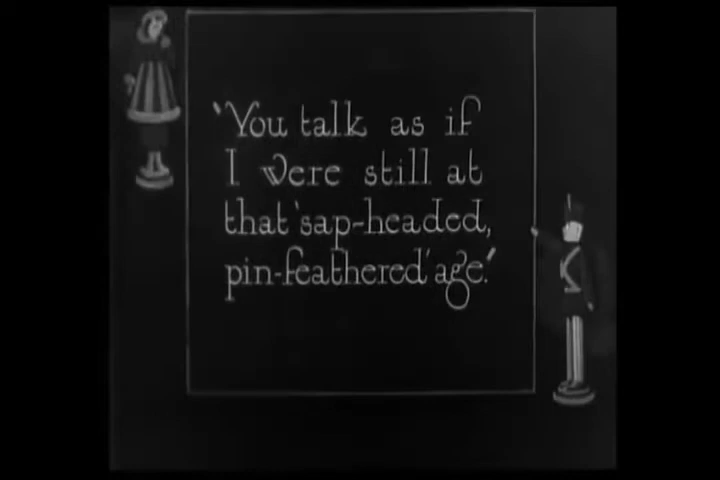 'You talk as if
I were still at
that 'sap-headed,
pin-feathered' age.'